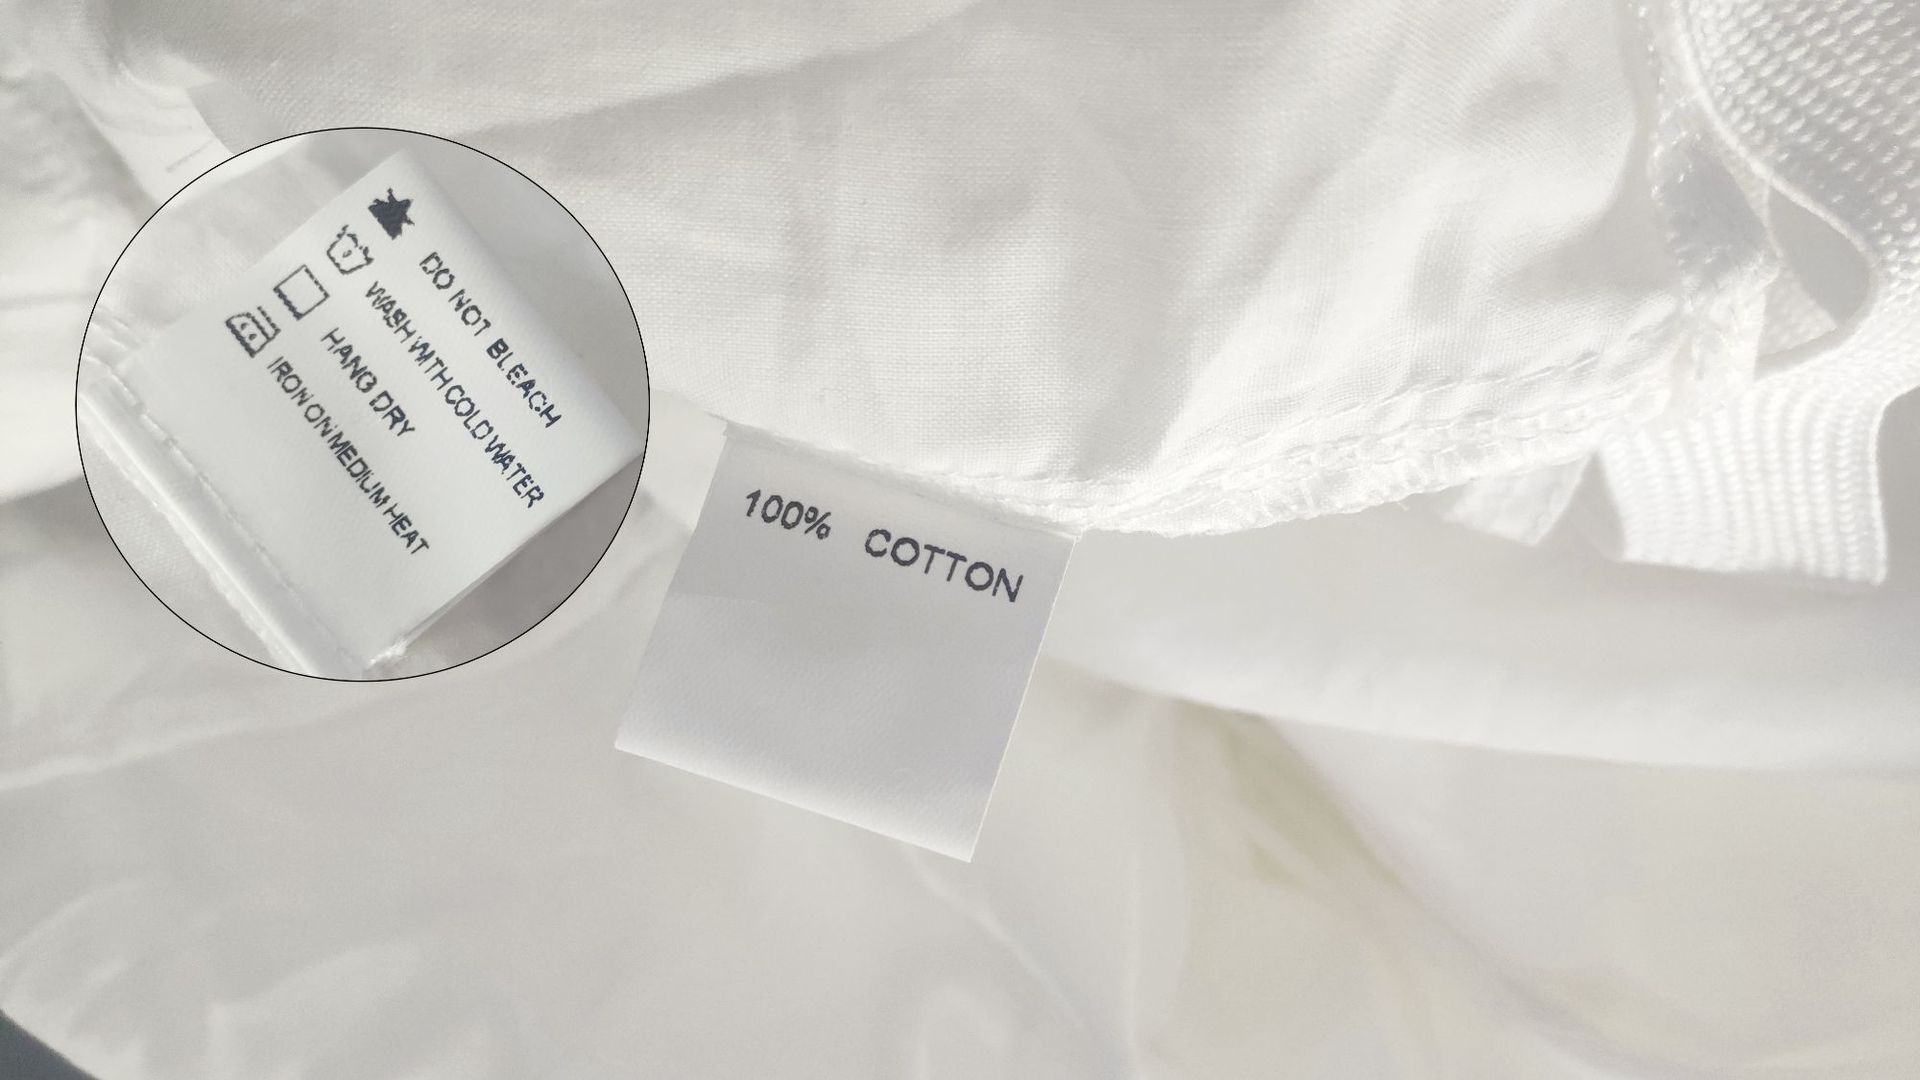 DO NOT BLEACH
WASH WITH COLD WATER
HANG DRY
IRON ON MEDIUM HEAT
100% COTTON